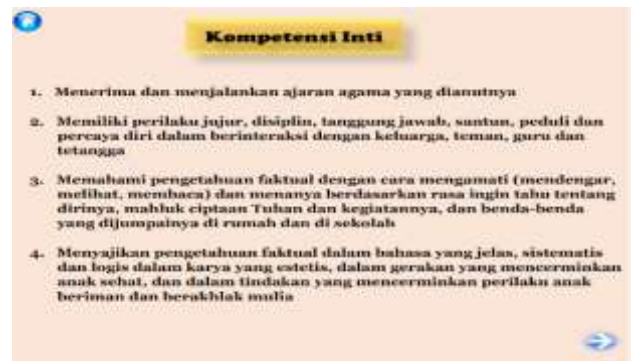 Kompetensi Inti
1. Menerima dan menjalankan ajaran agama yang dianutnya
2. Memiliki perilaku jujur, disiplin, tanggung jawab, santun, peduli dan
percaya diri dalam berinteraksi dengan keluarga, teman, guru dan
tetangga
3. Memahami pengetahuan faktual dengan cara mengamati (mendengar,
melihat, membaca) dan menanya berdasarkan rasa ingin tahu tentang
dirinya, mahluk ciptaan Tuhan dan kegiatannya, dan benda-benda
yang dijumpainya di rumah dan di sekolah
4. Menyajikan pengetahuan faktual dalam bahasa yang jelas, sistematis
dan logis dalam karya yang estetis, dalam gerakan yang mencerminkan
anak sehat, dan dalam tindakan yang mencerminkan perilaku anak
beriman dan berakhlak mulia